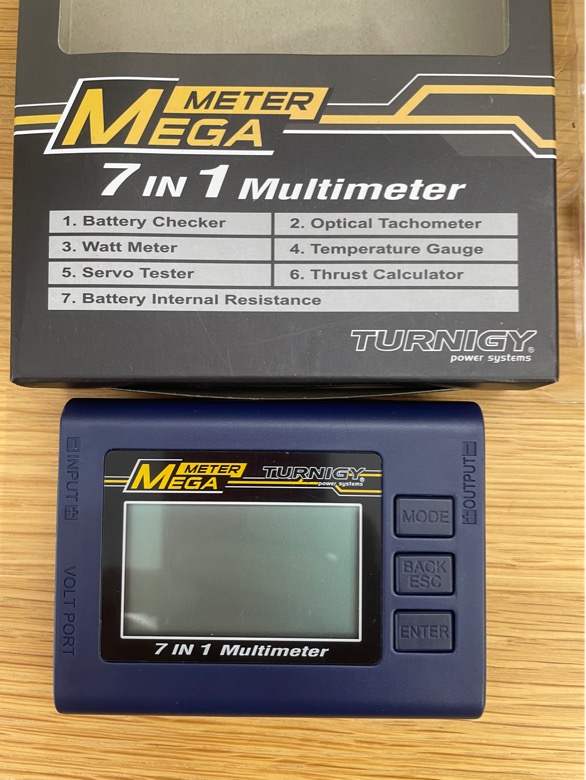 METER
MEGA
7 IN 1 Multimeter
1. Battery Checker
2. Optical Tachometer
3. Watt Meter
4. Temperature Gauge
5. Servo Tester
6. Thrust Calculator
7. Battery Internal Resistance
TURNIGY®
power systems
METER
MEGA
TURNIGY
power systems
- INPUT +
VOLT PORT
+ OUTPUT -
MODE
BACK
ESC
ENTER
7 IN 1 Multimeter